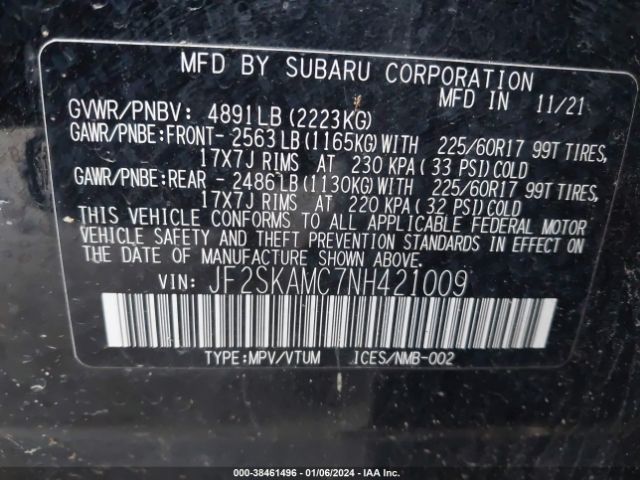 MFD BY SUBARU CORPORATION
MFD IN 11/21
GVWR/PNBV: 4891LB (2223KG)
GAWR/PNBE:FRONT-2563LB(1165KG)WITH 225/60R17 99T TIRES,
17X7J RIMS AT 230 KPA(33 PSI)COLD
GAWR/PNBE:REAR -2486LB(1130KG)WITH 225/60R17 99T TIRES,
17X7J RIMS AT 220 KPA(32 PSI)COLD
THIS VEHICLE CONFORMS TO ALL APPLICABLE FEDERAL MOTOR
VEHICLE SAFETY AND THEFT PREVENTION STANDARDS IN EFFECT ON
THE DATE OF MANUFACTURE SHOWN ABOVE.
VIN: JF2SKAMC7NH421009
TYPE:MPV/VTUM ICES/NMB-002
000-38461496 - 01/06/2024 - IAA Inc.